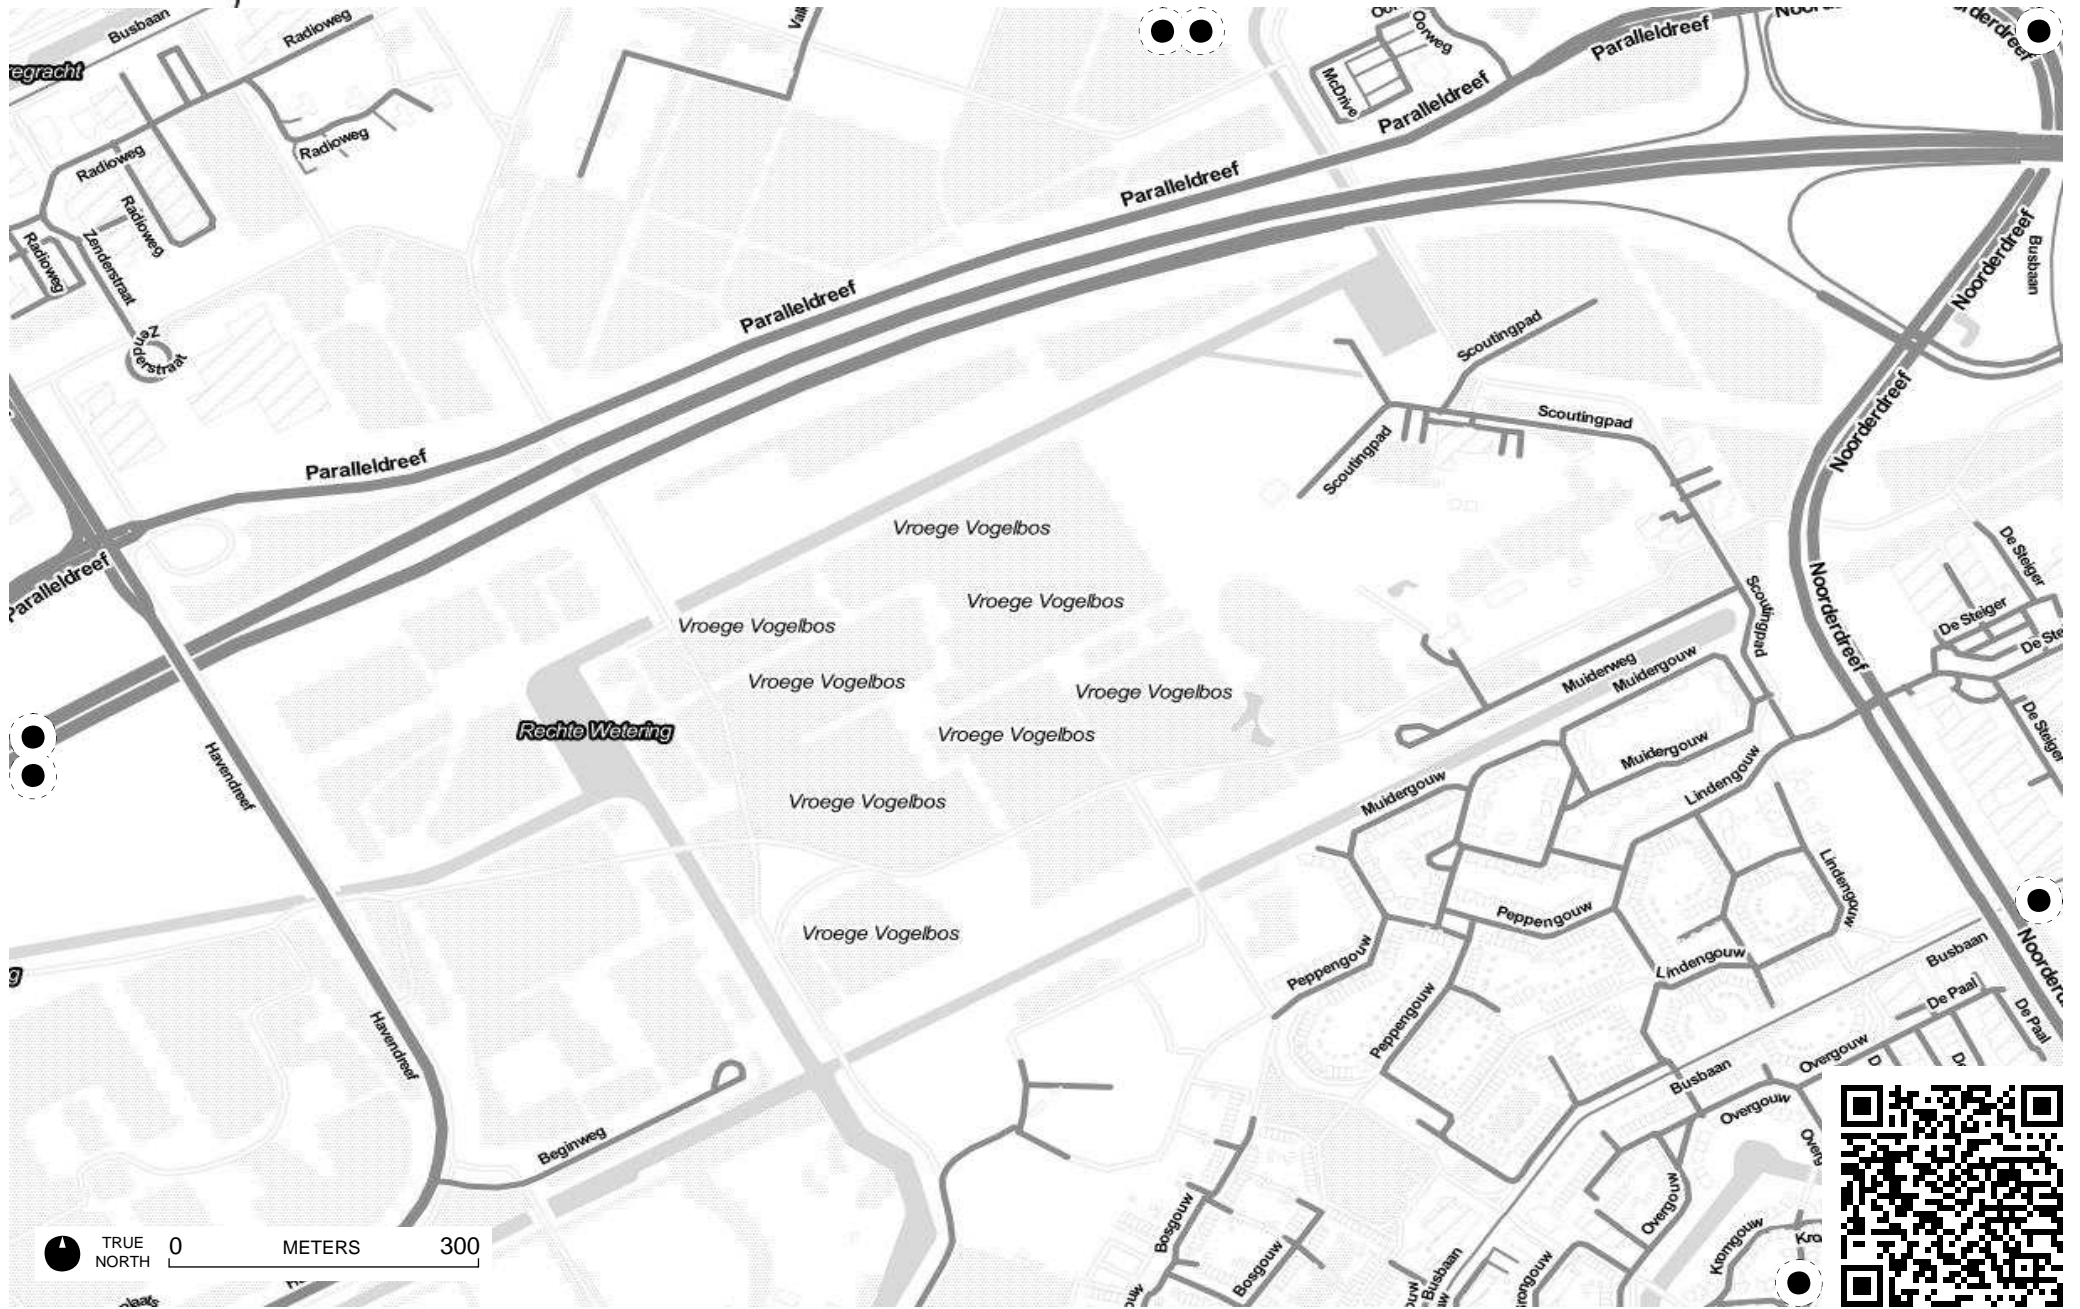 Busbaan
Radioweg
Oorweg
Paralleldreef
McDrive
Paralleldreef
Radioweg
Radioweg
Paralleldreef
Radioweg
Radioweg
Zenderstraat
Noorderdreef
Busbaan
Paralleldreef
Zenderstraat
Scoutingpad
Noorderdreef
Scoutingpad
Scoutingpad
Paralleldreef
Vroege Vogelbos
De Steiger
Paralleldreef
Vroege Vogelbos
Scoutingpad
Noorderdreef
De Steiger
Vroege Vogelbos
Muiderweg
Muidergouw
Vroege Vogelbos
Vroege Vogelbos
Rechte Wetering
Vroege Vogelbos
De Steiger
Muidergouw
Havendreef
Lindengouw
Muidergouw
Vroege Vogelbos
Lindengouw
Peppengouw
Vroege Vogelbos
Peppengouw
Lindengouw
Busbaan
De Paal
De Paal
Peppengouw
Havendreef
Overgouw
Busbaan
Overgouw
Beginweg
Overgouw
Bosgouw
Bosgouw
Kromgouw
Busbaan
TRUE NORTH
0 METERS 300